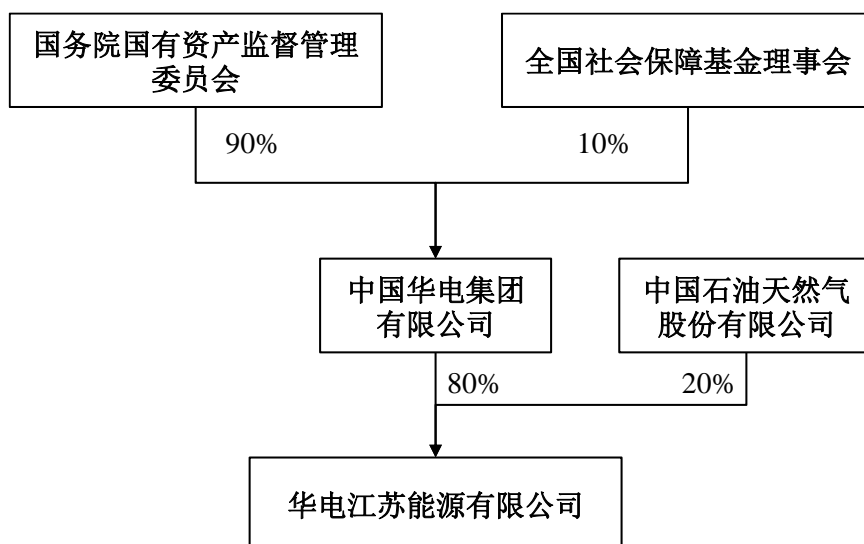 国务院国有资产监督管理
委员会
全国社会保障基金理事会
90%
10%
中国华电集团
有限公司
中国石油天然气
股份有限公司
80%
20%
华电江苏能源有限公司